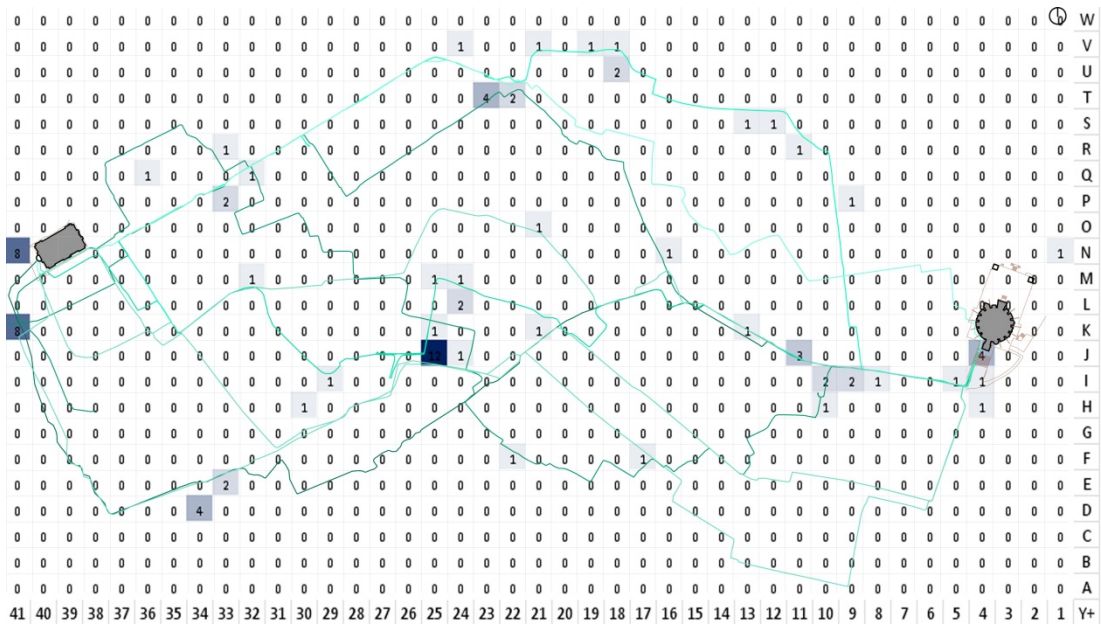 0 0 0 0 0 0 0 0 0 0 0 0 0 0 0 0 0 0 0 0 0 0 0 0 0 0 0 0 0 0 0 0 0 0 0 0 0 0 0 0 W
0 0 0 0 0 0 0 0 0 0 0 0 0 0 0 0 0 1 0 0 1 0 1 1 0 0 0 0 0 0 0 0 0 0 0 0 0 0 0 0 0 V
0 0 0 0 0 0 0 0 0 0 0 0 0 0 0 0 0 0 0 0 0 0 0 2 0 0 0 0 0 0 0 0 0 0 0 0 0 0 0 0 0 U
0 0 0 0 0 0 0 0 0 0 0 0 0 0 0 0 0 0 4 2 0 0 0 0 0 0 0 0 0 0 0 0 0 0 0 0 0 0 0 0 0 T
0 0 0 0 0 0 0 0 0 0 0 0 0 0 0 0 0 0 0 0 0 0 0 0 0 0 0 0 1 1 0 0 0 0 0 0 0 0 0 0 0 S
0 0 0 0 0 0 0 0 1 0 0 0 0 0 0 0 0 0 0 0 0 0 0 0 0 0 0 0 0 0 1 0 0 0 0 0 0 0 0 0 0 R
0 0 0 0 0 1 0 0 0 1 0 0 0 0 0 0 0 0 0 0 0 0 0 0 0 0 0 0 0 0 0 0 0 0 0 0 0 0 0 0 0 Q
0 0 0 0 0 0 0 0 2 0 0 0 0 0 0 0 0 0 0 0 0 0 0 0 0 0 0 0 0 0 0 0 1 0 0 0 0 0 0 0 0 P
0 0 0 0 0 0 0 0 0 0 0 0 0 0 0 0 0 0 0 1 0 0 0 0 0 0 0 0 0 0 0 0 0 0 0 0 0 0 0 0 O
8 0 0 0 0 0 0 0 0 0 0 0 0 0 0 0 0 0 0 0 0 0 0 1 0 0 0 0 0 0 0 0 0 0 0 0 0 0 1 N
0 0 0 0 0 0 0 0 0 1 0 0 0 0 0 0 1 1 0 0 0 0 0 0 0 0 0 0 0 0 0 0 0 0 0 0 0 0 0 0 0 M
0 0 0 0 0 0 0 0 0 0 0 0 0 0 0 0 0 2 0 0 0 0 0 0 0 0 0 0 0 0 0 0 0 0 0 0 0 0 0 0 L
8 0 0 0 0 0 0 0 0 0 0 0 0 0 0 0 1 0 0 0 1 0 0 0 0 0 0 0 1 0 0 0 0 0 0 0 0 0 0 0 K
0 0 0 0 0 0 0 0 0 0 0 0 0 0 0 0 12 1 0 0 0 0 0 0 0 0 0 0 0 0 3 0 0 0 0 0 0 4 0 0 0 J
0 0 0 0 0 0 0 0 0 0 0 0 1 0 0 0 0 0 0 0 0 0 0 0 0 0 0 0 0 0 0 2 2 1 0 0 1 1 0 0 0 I
0 0 0 0 0 0 0 0 0 0 0 1 0 0 0 0 0 0 0 0 0 0 0 0 0 0 0 0 0 0 0 1 0 0 0 0 0 1 0 0 0 H
0 0 0 0 0 0 0 0 0 0 0 0 0 0 0 0 0 0 0 0 0 0 0 0 0 0 0 0 0 0 0 0 0 0 0 0 0 0 0 0 0 G
0 0 0 0 0 0 0 0 0 0 0 0 0 0 0 0 0 0 0 1 0 0 0 0 1 0 0 0 0 0 0 0 0 0 0 0 0 0 0 0 0 F
0 0 0 0 0 0 0 0 2 0 0 0 0 0 0 0 0 0 0 0 0 0 0 0 0 0 0 0 0 0 0 0 0 0 0 0 0 0 0 0 0 E
0 0 0 0 0 0 0 4 0 0 0 0 0 0 0 0 0 0 0 0 0 0 0 0 0 0 0 0 0 0 0 0 0 0 0 0 0 0 0 0 0 D
0 0 0 0 0 0 0 0 0 0 0 0 0 0 0 0 0 0 0 0 0 0 0 0 0 0 0 0 0 0 0 0 0 0 0 0 0 0 0 0 0 C
0 0 0 0 0 0 0 0 0 0 0 0 0 0 0 0 0 0 0 0 0 0 0 0 0 0 0 0 0 0 0 0 0 0 0 0 0 0 0 0 0 B
0 0 0 0 0 0 0 0 0 0 0 0 0 0 0 0 0 0 0 0 0 0 0 0 0 0 0 0 0 0 0 0 0 0 0 0 0 0 0 0 0 A
41 40 39 38 37 36 35 34 33 32 31 30 29 28 27 26 25 24 23 22 21 20 19 18 17 16 15 14 13 12 11 10 9 8 7 6 5 4 3 2 1 Y+